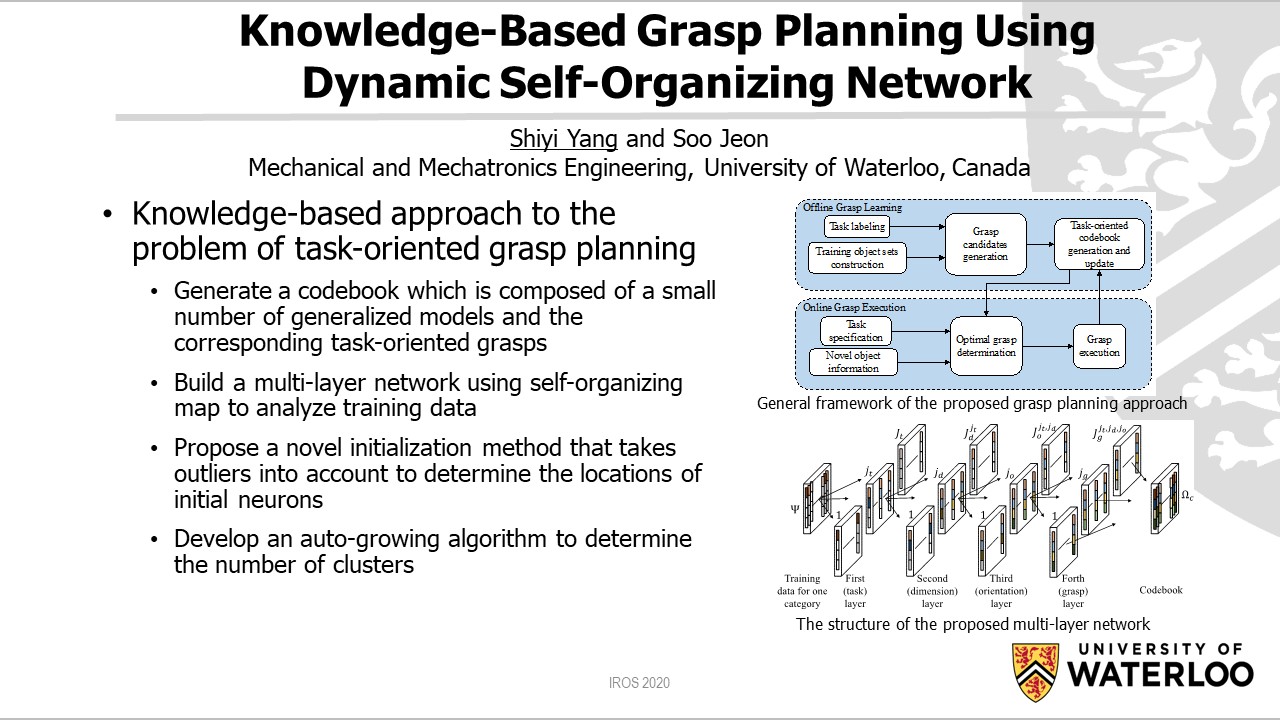 Knowledge-Based Grasp Planning Using
Dynamic Self-Organizing Network
Shiyi Yang and Soo Jeon
Mechanical and Mechatronics Engineering, University of Waterloo, Canada
• Knowledge-based approach to the
problem of task-oriented grasp planning
• Generate a codebook which is composed of a small
number of generalized models and the
corresponding task-oriented grasps
• Build a multi-layer network using self-organizing
map to analyze training data
• Propose a novel initialization method that takes
outliers into account to determine the locations of
initial neurons
• Develop an auto-growing algorithm to determine
the number of clusters
Offline Grasp Learning
Task labeling
Training object sets
construction
Grasp
candidates
generation
Task-oriented
codebook
generation and
update
Online Grasp Execution
Task
specification
Novel object
information
Optimal grasp
determination
Grasp
execution
General framework of the proposed grasp planning approach
Ψ
1
j_t
J_t
1
j_d
J_d^{J_t}
1
j_o
J_o^{J_t,J_d}
1
j_g
J_g^{J_t,J_d,J_o}
Ω_c
Training
data for one
category
First
(task)
layer
Second
(dimension)
layer
Third
(orientation)
layer
Forth
(grasp)
layer
Codebook
The structure of the proposed multi-layer network
UNIVERSITY OF
WATERLOO
IROS 2020